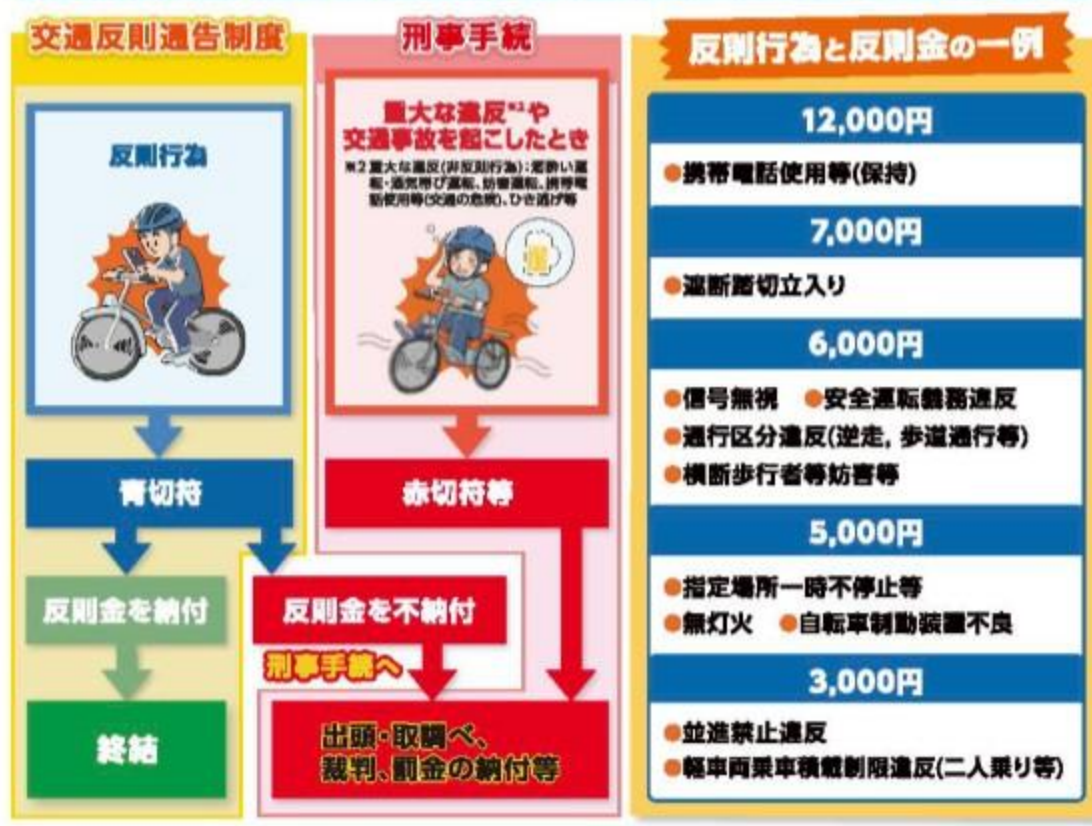 交通反則通告制度
反則行為
青切符
反則金を納付
終結
刑事手続
重大な違反※2や
交通事故を起こしたとき
※2 重大な違反(非反則行為):酒酔い運
転・酒気帯び運転、妨害運転、携帯電
話使用等(交通の危険)、ひき逃げ等
赤切符等
反則金を不納付
刑事手続へ
出頭・取調べ、
裁判、罰金の納付等
反則行為と反則金の一例
12,000円
●携帯電話使用等(保持)
7,000円
●遮断踏切立入り
6,000円
●信号無視 ●安全運転義務違反
●通行区分違反(逆走, 歩道通行等)
●横断歩行者等妨害等
5,000円
●指定場所一時不停止等
●無灯火 ●自転車制動装置不良
3,000円
●並進禁止違反
●軽車両乗車積載制限違反(二人乗り等)